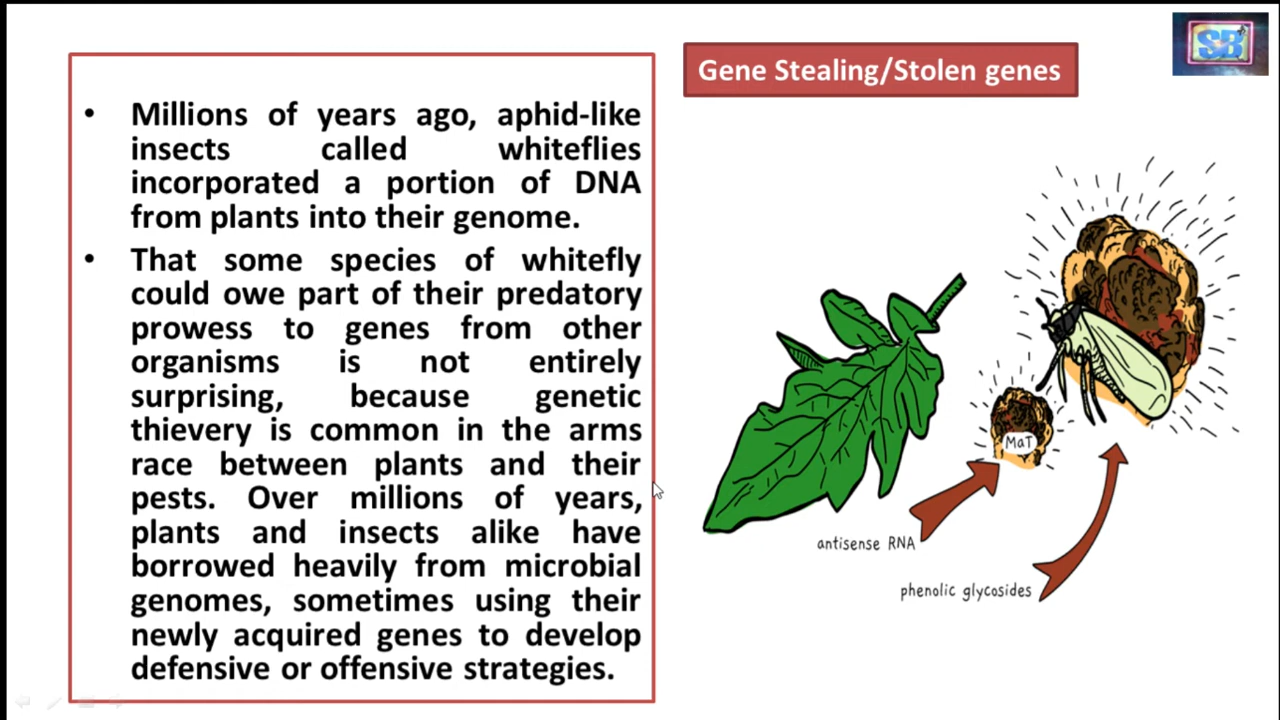 Gene Stealing/Stolen genes
SB
• Millions of years ago, aphid-like
insects called whiteflies
incorporated a portion of DNA
from plants into their genome.
• That some species of whitefly
could owe part of their predatory
prowess to genes from other
organisms is not entirely
surprising, because genetic
thievery is common in the arms
race between plants and their
pests. Over millions of years,
plants and insects alike have
borrowed heavily from microbial
genomes, sometimes using their
newly acquired genes to develop
defensive or offensive strategies.
MaT
antisense RNA
phenolic glycosides